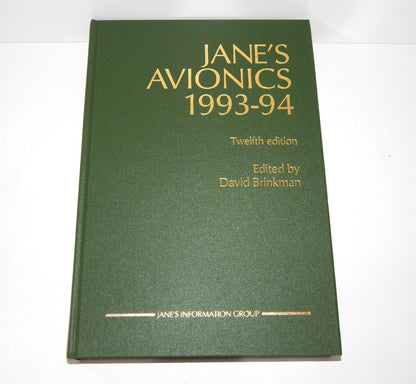 JANE'S
AVIONICS
1993-94
Twelfth edition
Edited by
David Brinkman
JANE'S INFORMATION GROUP